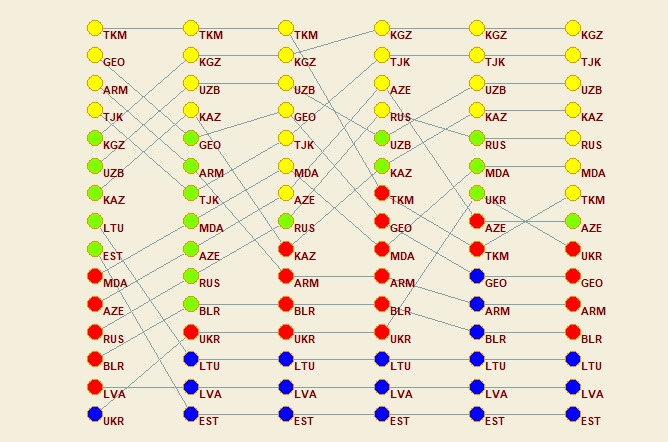 TKM TKM TKM KGZ KGZ KGZ
GEO KGZ KGZ TJK TJK TJK
ARM UZB UZB AZE UZB UZB
TJK KAZ GEO RUS KAZ KAZ
KGZ GEO TJK UZB RUS RUS
UZB ARM MDA KAZ MDA MDA
KAZ TJK AZE TKM UKR TKM
LTU MDA RUS GEO AZE AZE
EST AZE KAZ MDA TKM UKR
MDA RUS ARM ARM GEO GEO
AZE BLR BLR BLR ARM ARM
RUS UKR UKR UKR BLR BLR
BLR LTU LTU LTU LTU LTU
LVA LVA LVA LVA LVA LVA
UKR EST EST EST EST EST